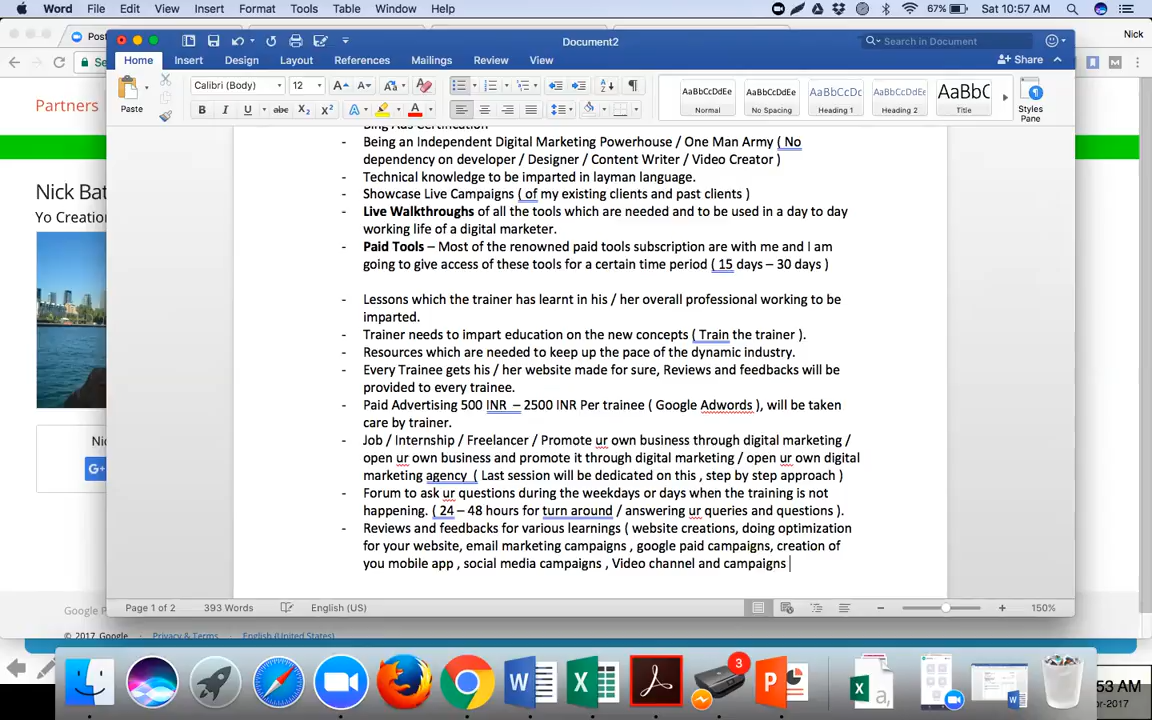 Word File Edit View Insert Format Tools Table Window Help 67% Sat 10:57 AM
Document2
Search in Document
Nick
Home Insert Design Layout References Mailings Review View Share
Calibri (Body) 12
Paste
B I U abc X2 X2
AaBbCcDdEe AaBbCcDdEe AaBbCcDc AaBbCcDdEe AaBbC
Normal No Spacing Heading 1 Heading 2 Title Styles Pane
Partners
Nick Bat
Yo Creation
Bing Ads Certification
- Being an Independent Digital Marketing Powerhouse / One Man Army ( No
dependency on developer / Designer / Content Writer / Video Creator )
- Technical knowledge to be imparted in layman language.
- Showcase Live Campaigns ( of my existing clients and past clients )
- Live Walkthroughs of all the tools which are needed and to be used in a day to day
working life of a digital marketer.
- Paid Tools – Most of the renowned paid tools subscription are with me and I am
going to give access of these tools for a certain time period ( 15 days – 30 days )
- Lessons which the trainer has learnt in his / her overall professional working to be
imparted.
- Trainer needs to impart education on the new concepts ( Train the trainer ).
- Resources which are needed to keep up the pace of the dynamic industry.
- Every Trainee gets his / her website made for sure, Reviews and feedbacks will be
provided to every trainee.
- Paid Advertising 500 INR – 2500 INR Per trainee ( Google Adwords ), will be taken
care by trainer.
- Job / Internship / Freelancer / Promote ur own business through digital marketing /
open ur own business and promote it through digital marketing / open ur own digital
marketing agency ( Last session will be dedicated on this , step by step approach )
- Forum to ask ur questions during the weekdays or days when the training is not
happening. ( 24 – 48 hours for turn around / answering ur queries and questions ).
- Reviews and feedbacks for various learnings ( website creations, doing optimization
for your website, email marketing campaigns , google paid campaigns, creation of
you mobile app , social media campaigns , Video channel and campaigns
Page 1 of 2 393 Words English (US) 150%
© 2017 Google Privacy & Terms English (United States)
3
:53 AM